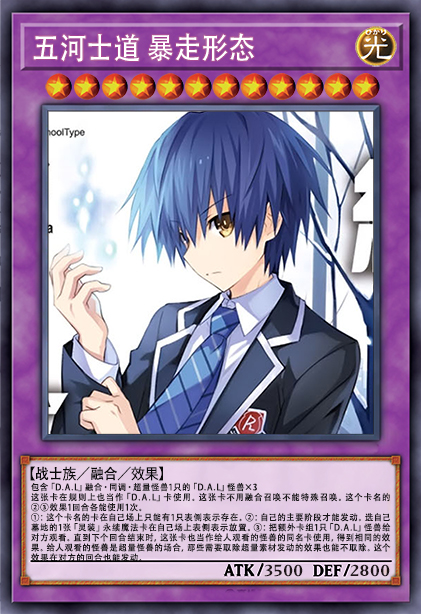 五河士道 暴走形态
ひかり
光
hoolType
a
R
【战士族／融合／效果】
包含「D.A.L」融合·同调·超量怪兽1只的「D.A.L」怪兽×3
这张卡在规则上也当作「D.A.L」卡使用。这张卡不用融合召唤不能特殊召唤。这个卡名的
②③效果1回合各能使用1次。
①：这个卡名的卡在自己场上只能有1只表侧表示存在。②：自己的主要阶段才能发动。选自己
墓地的1张「灵装」永续魔法卡在自己场上表侧表示放置。③：把额外卡组1只「D.A.L」怪兽给
对方观看。直到下个回合结束时，这张卡也当作给人观看的怪兽的同名卡使用，得到相同的效
果。给人观看的怪兽是超量怪兽的场合，那些需要取除超量素材发动的效果也能不取除。这个
效果在对方的回合也能发动。
ATK/3500 DEF/2800